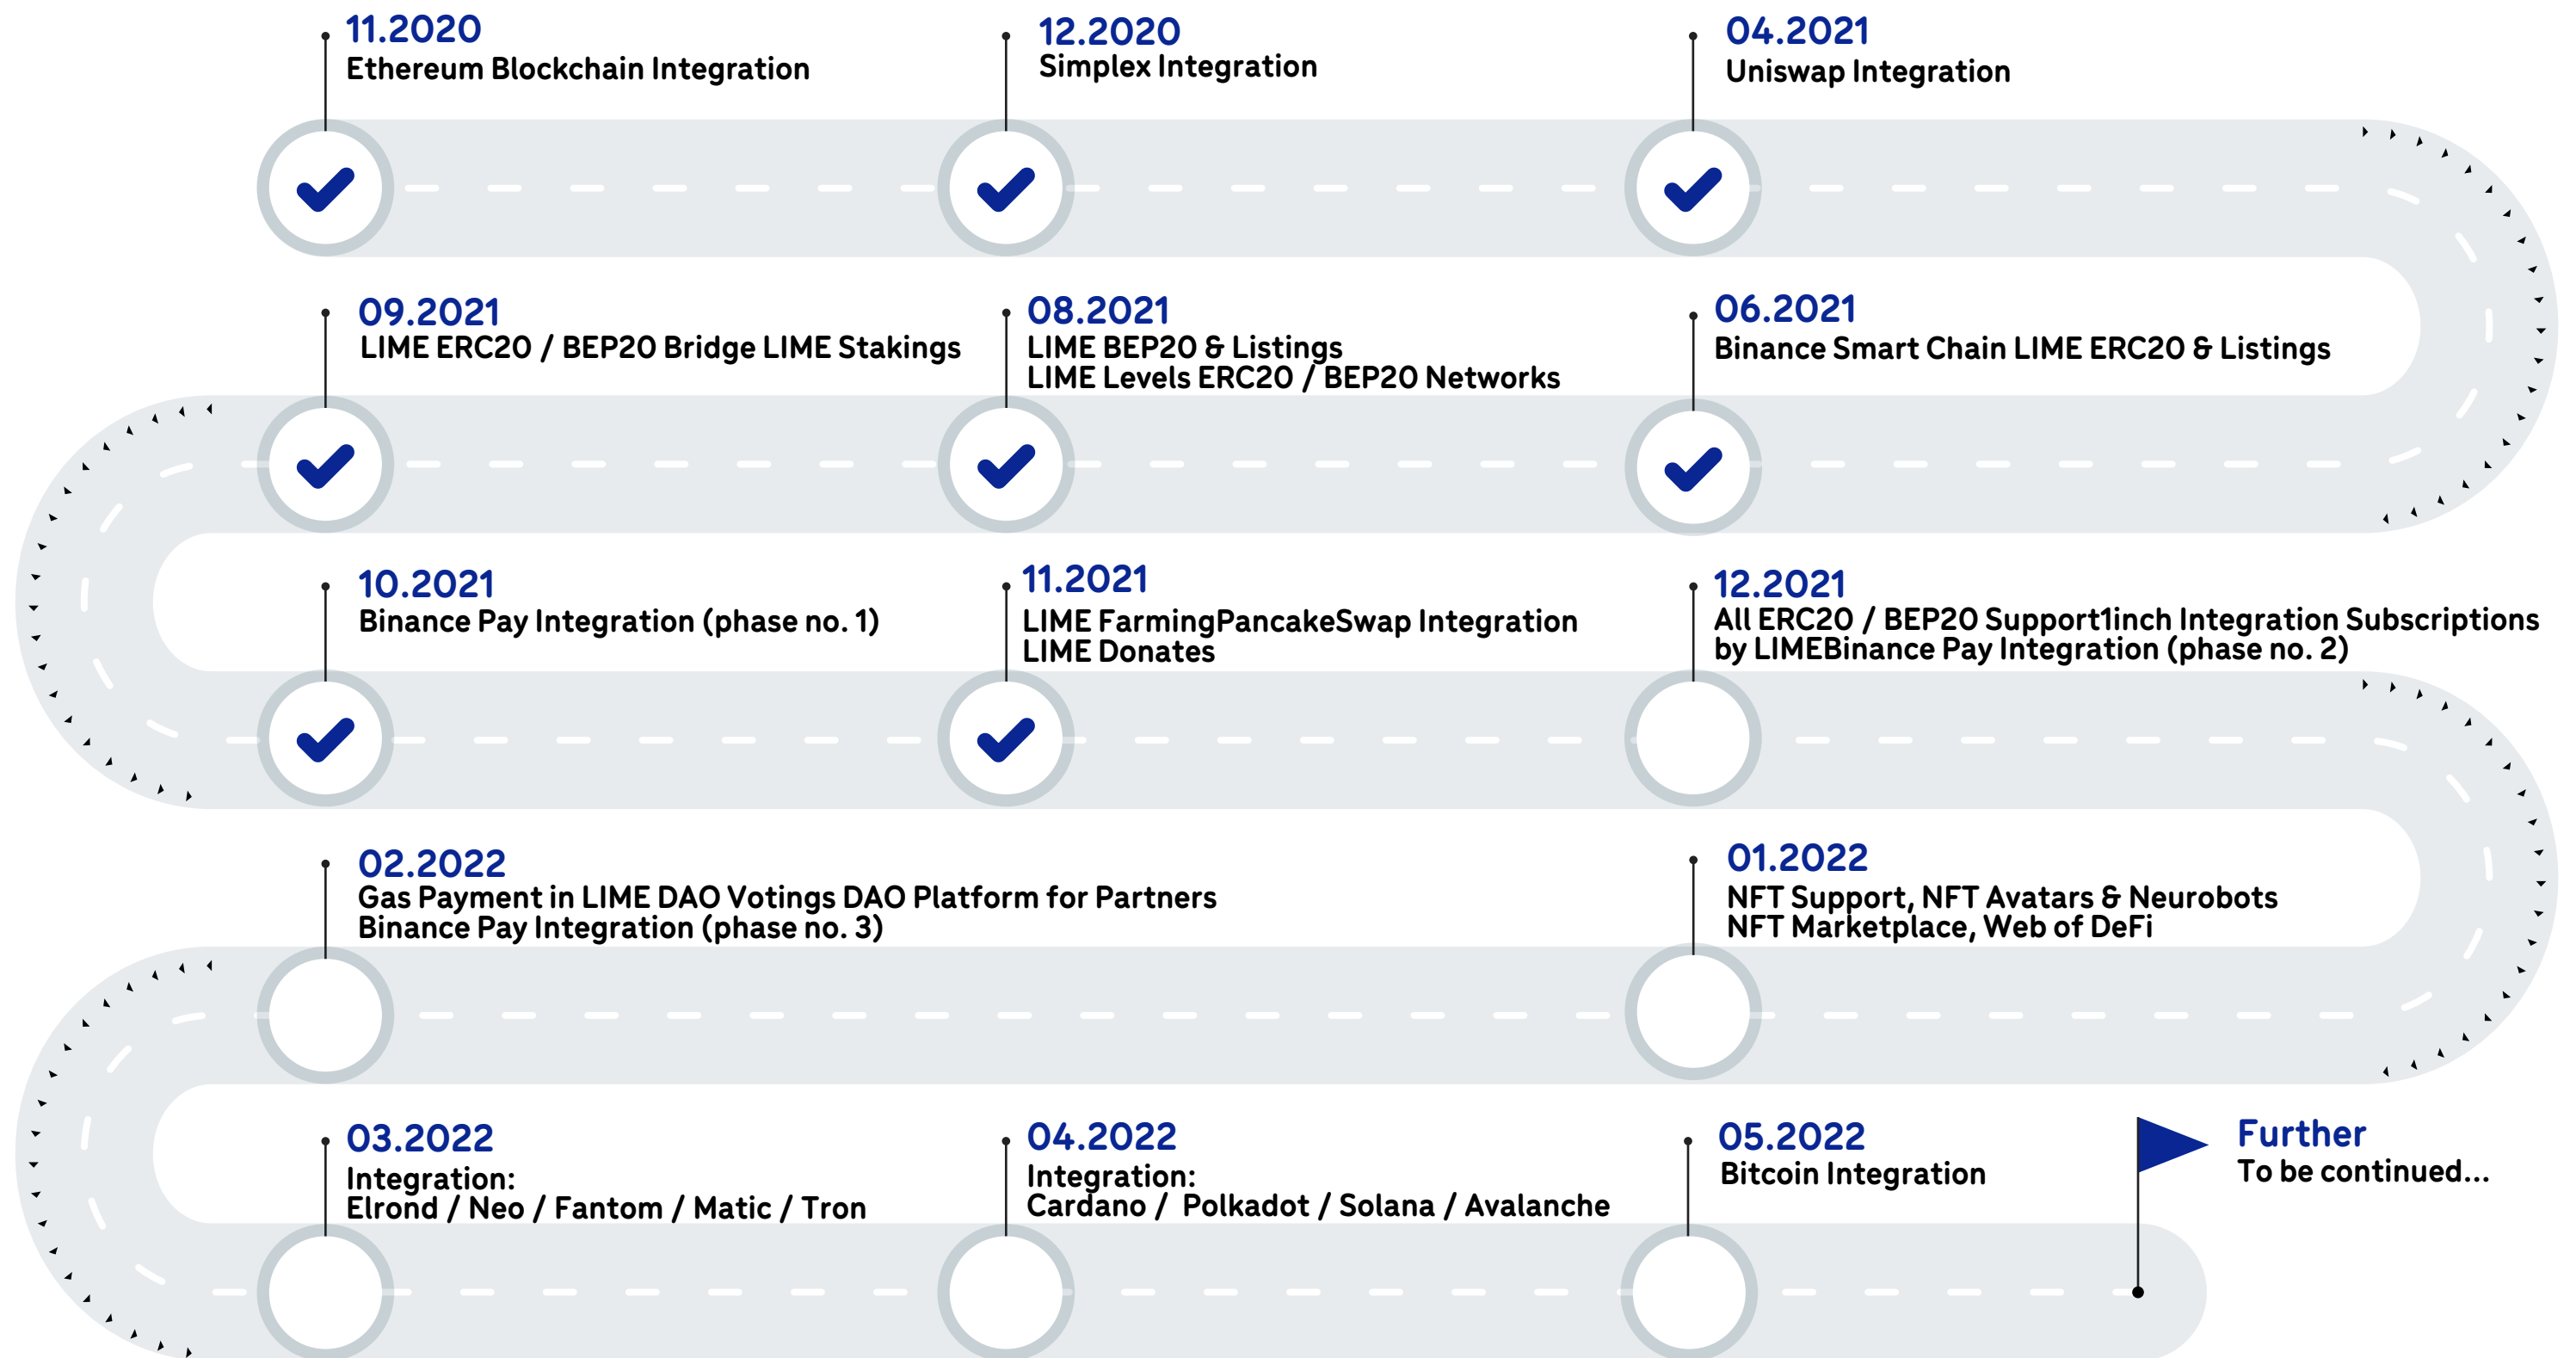 11.2020
Ethereum Blockchain Integration
12.2020
Simplex Integration
04.2021
Uniswap Integration
09.2021
LIME ERC20 / BEP20 Bridge LIME Stakings
08.2021
LIME BEP20 & Listings
LIME Levels ERC20 / BEP20 Networks
06.2021
Binance Smart Chain LIME ERC20 & Listings
10.2021
Binance Pay Integration (phase no. 1)
11.2021
LIME FarmingPancakeSwap Integration
LIME Donates
12.2021
All ERC20 / BEP20 Support1inch Integration Subscriptions
by LIMEBinance Pay Integration (phase no. 2)
02.2022
Gas Payment in LIME DAO Votings DAO Platform for Partners
Binance Pay Integration (phase no. 3)
01.2022
NFT Support, NFT Avatars & Neurobots
NFT Marketplace, Web of DeFi
03.2022
Integration:
Elrond / Neo / Fantom / Matic / Tron
04.2022
Integration:
Cardano / Polkadot / Solana / Avalanche
05.2022
Bitcoin Integration
Further
To be continued...